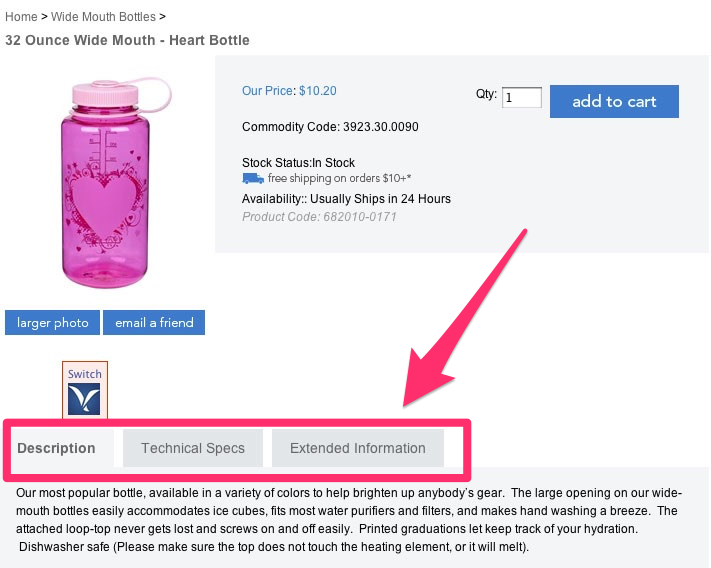 Home > Wide Mouth Bottles >
32 Ounce Wide Mouth - Heart Bottle
Our Price: $10.20
Qty: 1
add to cart
Commodity Code: 3923.30.0090
Stock Status:In Stock
free shipping on orders $10+*
Availability:: Usually Ships in 24 Hours
Product Code: 682010-0171
larger photo
email a friend
Switch
Description
Technical Specs
Extended Information
Our most popular bottle, available in a variety of colors to help brighten up anybody's gear.  The large opening on our wide-
mouth bottles easily accommodates ice cubes, fits most water purifiers and filters, and makes hand washing a breeze.  The
attached loop-top never gets lost and screws on and off easily.  Printed graduations let keep track of your hydration.
Dishwasher safe (Please make sure the top does not touch the heating element, or it will melt).